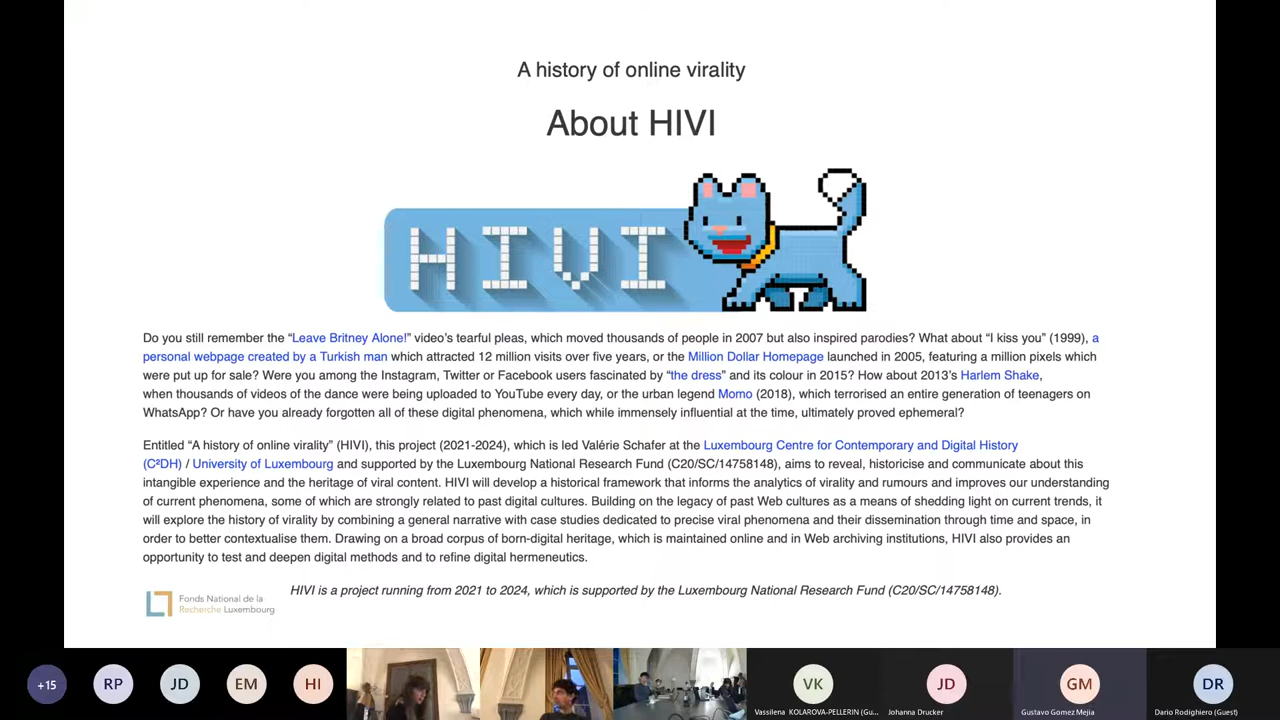 A history of online virality
About HIVI
HIVI
Do you still remember the “Leave Britney Alone!” video’s tearful pleas, which moved thousands of people in 2007 but also inspired parodies? What about “I kiss you” (1999), a
personal webpage created by a Turkish man which attracted 12 million visits over five years, or the Million Dollar Homepage launched in 2005, featuring a million pixels which
were put up for sale? Were you among the Instagram, Twitter or Facebook users fascinated by “the dress” and its colour in 2015? How about 2013’s Harlem Shake,
when thousands of videos of the dance were being uploaded to YouTube every day, or the urban legend Momo (2018), which terrorised an entire generation of teenagers on
WhatsApp? Or have you already forgotten all of these digital phenomena, which while immensely influential at the time, ultimately proved ephemeral?
Entitled “A history of online virality” (HIVI), this project (2021-2024), which is led Valérie Schafer at the Luxembourg Centre for Contemporary and Digital History
(C²DH) / University of Luxembourg and supported by the Luxembourg National Research Fund (C20/SC/14758148), aims to reveal, historicise and communicate about this
intangible experience and the heritage of viral content. HIVI will develop a historical framework that informs the analytics of virality and rumours and improves our understanding
of current phenomena, some of which are strongly related to past digital cultures. Building on the legacy of past Web cultures as a means of shedding light on current trends, it
will explore the history of virality by combining a general narrative with case studies dedicated to precise viral phenomena and their dissemination through time and space, in
order to better contextualise them. Drawing on a broad corpus of born-digital heritage, which is maintained online and in Web archiving institutions, HIVI also provides an
opportunity to test and deepen digital methods and to refine digital hermeneutics.
HIVI is a project running from 2021 to 2024, which is supported by the Luxembourg National Research Fund (C20/SC/14758148).
Fonds National de la
Recherche Luxembourg
+15 RP JD EM HI VK JD GM DR
Vassilena KOLAROVA-PELLERIN (Gu... Johanna Drucker Gustavo Gomez Mejia Dario Rodighiero (Guest)